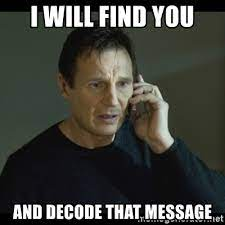 I WILL FIND YOU
AND DECODE THAT MESSAGE